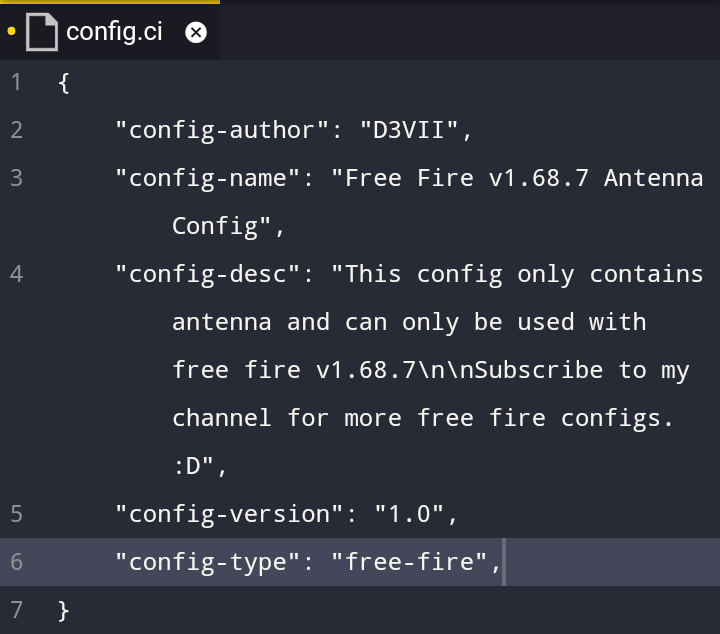 config.ci
1 {
2 "config-author": "D3VII",
3 "config-name": "Free Fire v1.68.7 Antenna
Config",
4 "config-desc": "This config only contains
antenna and can only be used with
free fire v1.68.7\n\nSubscribe to my
channel for more free fire configs.
:D",
5 "config-version": "1.0",
6 "config-type": "free-fire",
7 }